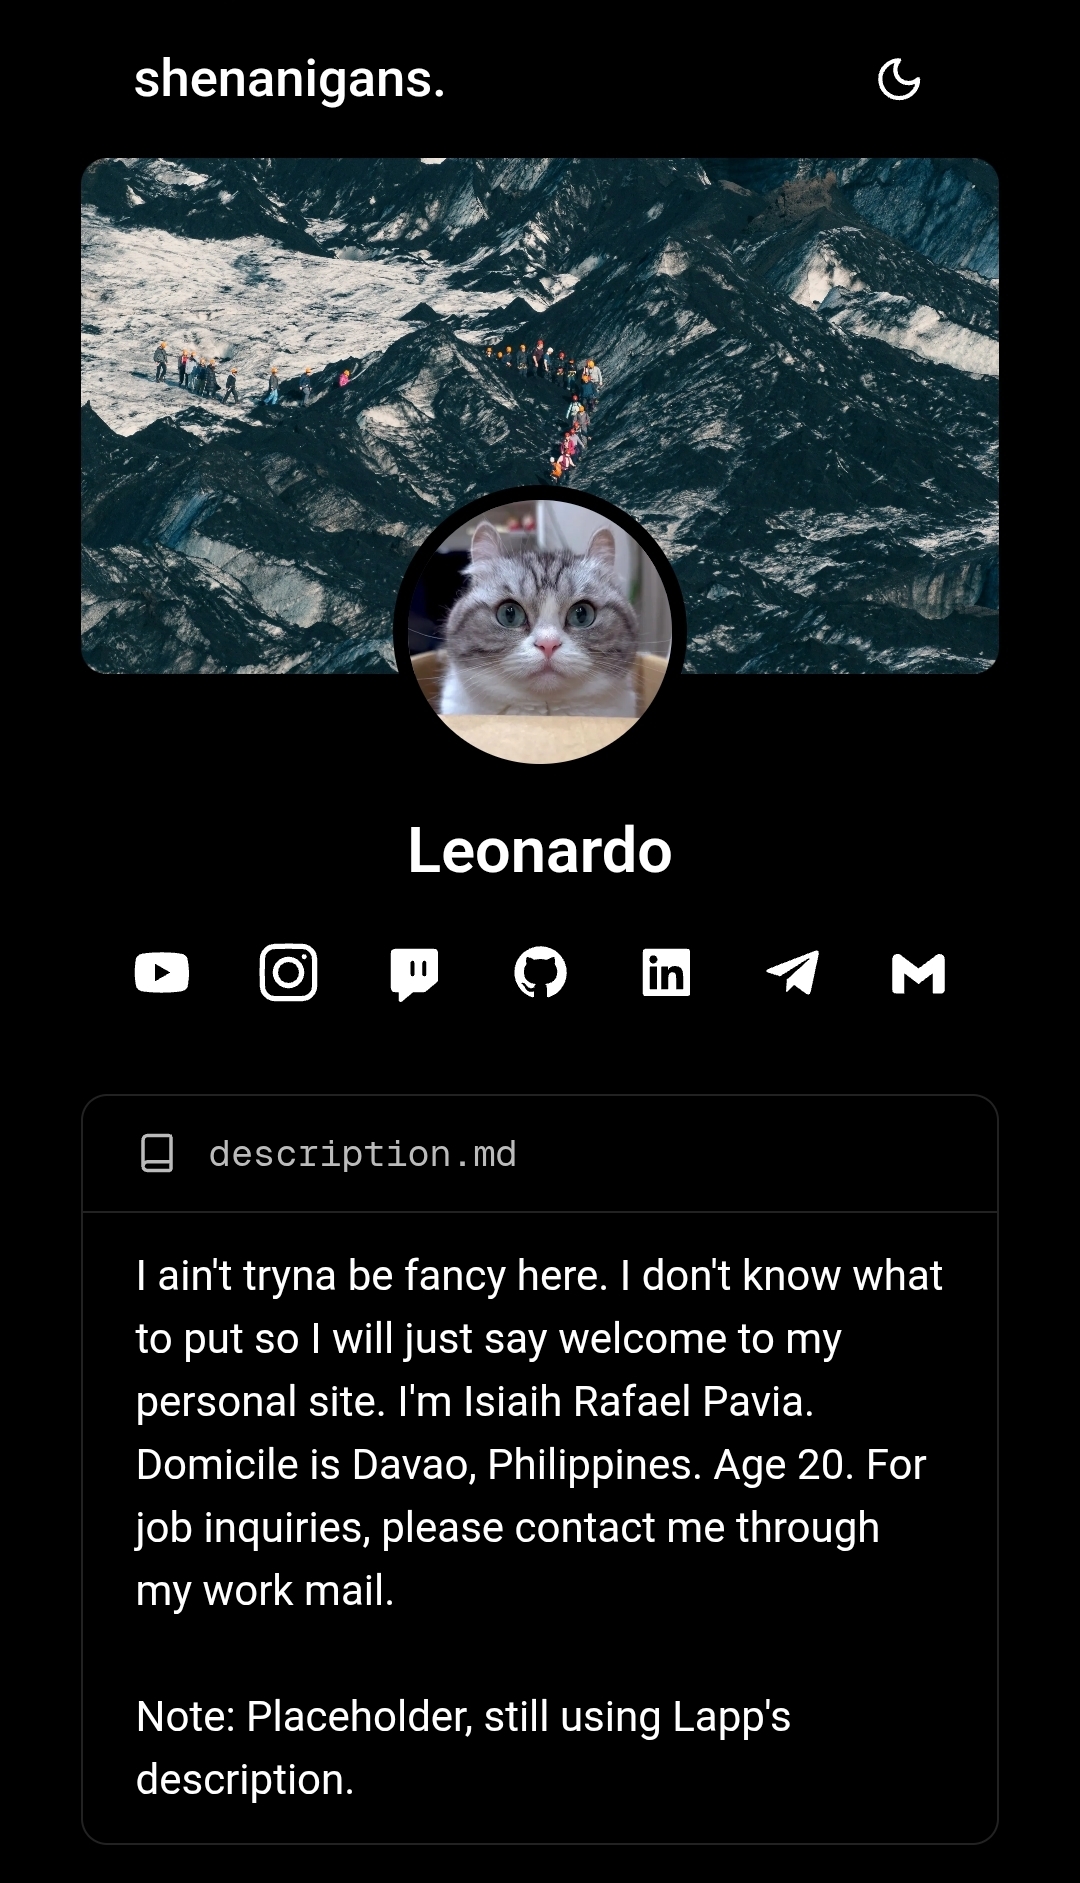 shenanigans.
Leonardo
description.md
I ain't tryna be fancy here. I don't know what
to put so I will just say welcome to my
personal site. I'm Isiaih Rafael Pavia.
Domicile is Davao, Philippines. Age 20. For
job inquiries, please contact me through
my work mail.
Note: Placeholder, still using Lapp's
description.